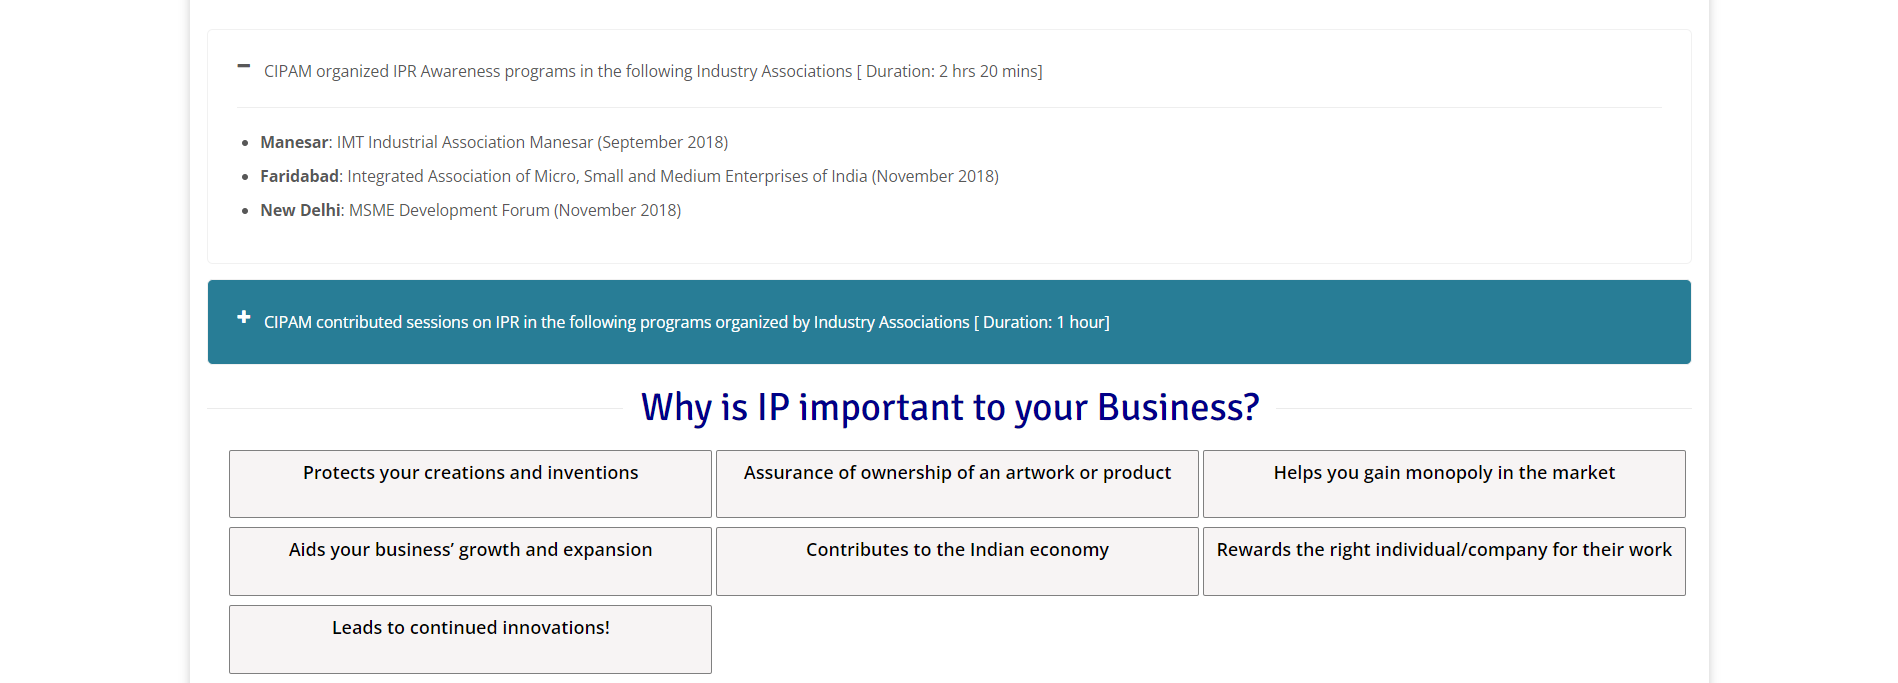 CIPAM organized IPR Awareness programs in the following Industry Associations [ Duration: 2 hrs 20 mins]
Manesar: IMT Industrial Association Manesar (September 2018)
Faridabad: Integrated Association of Micro, Small and Medium Enterprises of India (November 2018)
New Delhi: MSME Development Forum (November 2018)
CIPAM contributed sessions on IPR in the following programs organized by Industry Associations [ Duration: 1 hour]
Why is IP important to your Business?
Protects your creations and inventions
Assurance of ownership of an artwork or product
Helps you gain monopoly in the market
Aids your business’ growth and expansion
Contributes to the Indian economy
Rewards the right individual/company for their work
Leads to continued innovations!